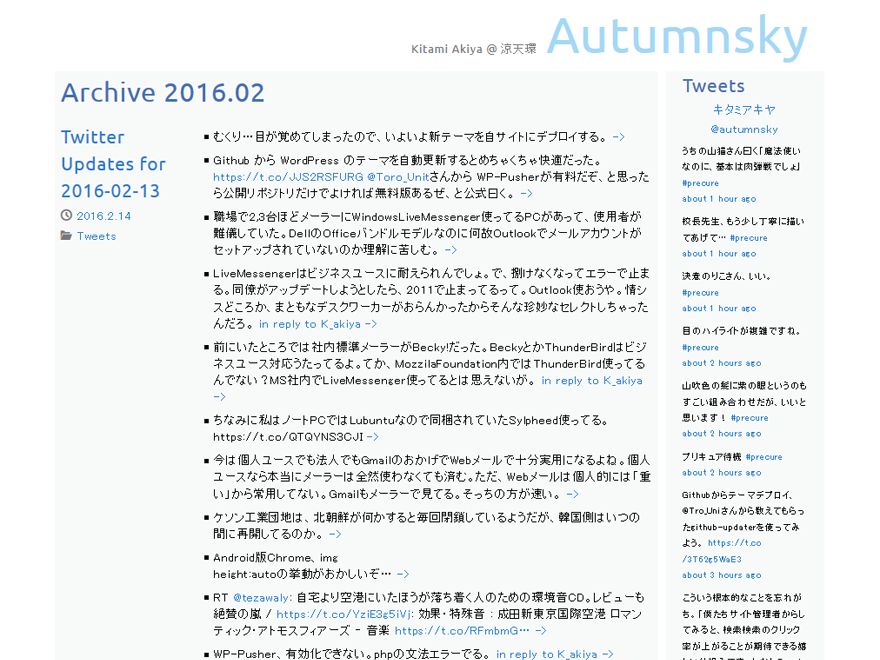 Kitami Akiya @ 涼天環 Autumnsky
Archive 2016.02
Twitter
Updates for
2016-02-13
2016.2.14
Tweets
むくり…目が覚めてしまったので、いよいよ新テーマを自サイトにデプロイする。 ->
Github から WordPress のテーマを自動更新するとめちゃくちゃ快適だった。
https://t.co/JJS2RSFURG @Toro_Unitさんから WP-Pusherが有料だぞ、と思った
ら公開リポジトリだけでよければ無料版あるぜ、と公式曰く。 ->
職場で2,3台ほどメーラーにWindowsLiveMessenger使ってるPCがあって、使用者が
難儀していた。DellのOfficeバンドルモデルなのに何故Outlookでメールアカウントが
セットアップされていないのか理解に苦しむ。 ->
LiveMessengerはビジネスユースに耐えられんでしょ。で、捌けなくなってエラーで止ま
る。同僚がアップデートしようとしたら、2011で止まってるって。Outlook使おうや。情シ
スどころか、まともなデスクワーカーがおらんかったからそんな珍妙なセレクトしちゃった
んだろ。 in reply to K_akiya ->
前にいたところでは社内標準メーラーがBecky!だった。BeckyとかThunderBirdはビジ
ネスユース対応うたってるよ。てか、MozzilaFoundation内ではThunderBird使ってる
んでない？MS社内でLiveMessenger使ってるとは思えないが。 in reply to K_akiya
->
ちなみに私はノートPCではLubuntuなので同梱されていたSylpheed使ってる。
https://t.co/QTQYNS3CJI ->
今は個人ユースでも法人でもGmailのおかげでWebメールで十分実用になるよね。個人
ユースなら本当にメーラーは全然使わなくても済む。ただ、Webメールは個人的には「重
い」から常用してない。Gmailもメーラーで見てる。そっちの方が速い。 ->
ケソン工業団地は、北朝鮮が何かすると毎回閉鎖しているようだが、韓国側はいつの
間に再開してるのか。 ->
Android版Chrome、img
height:autoの挙動がおかしいぞ… ->
RT @tezawaly: 自宅より空港にいたほうが落ち着く人のための環境音CD。レビューも
絶賛の嵐 / https://t.co/YziE3g5iVj: 効果・特殊音 : 成田新東京国際空港 ロマン
ティック・アトモスフィアーズ - 音楽 https://t.co/RFmbmG… ->
WP-Pusher、有効化できない。phpの文法エラーでる。 in reply to K_akiya ->
Tweets
キタミアキヤ
@autumnsky
うちの山猫さん曰く「魔法使い
なのに、基本は肉弾戦でしょ」
#precure
about 1 hour ago
校長先生、もう少し丁寧に描い
てあげて… #precure
about 1 hour ago
決意のりこさん、いい。
#precure
about 1 hour ago
目のハイライトが複雑ですね。
#precure
about 2 hours ago
山吹色の髪に紫の眼というのも
すごい組み合わせだが、いいと
思います！ #precure
about 2 hours ago
プリキュア待機 #precure
about 2 hours ago
Githubからテーマデプロイ、
@Tro_Uniさんから教えてもらっ
たgithub-updaterを使ってみ
よう。 https://t.co
/3T62g5WaE3
about 3 hours ago
こういう根本的なことを忘れが
ち。「僕たちサイト管理者からし
てみると、検索検索のクリック
率が上がることが期待できる嬉